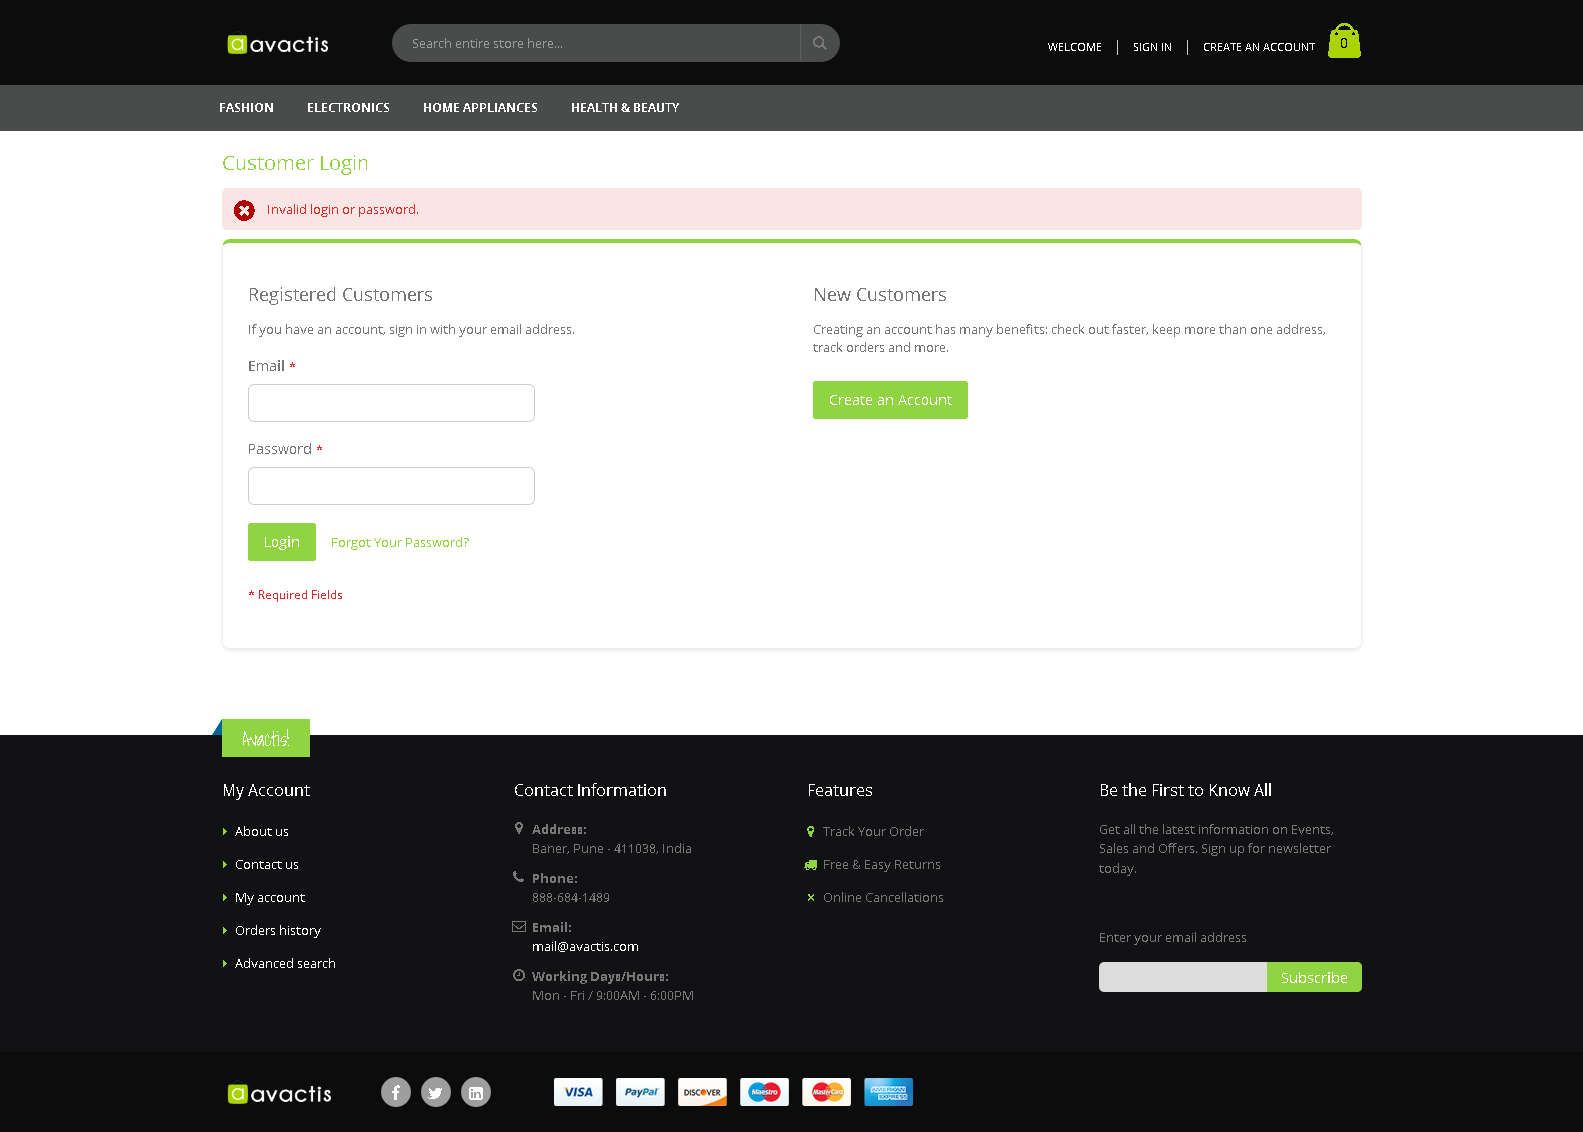 avactis
Search entire store here...
WELCOME
SIGN IN
CREATE AN ACCOUNT
0
FASHION
ELECTRONICS
HOME APPLIANCES
HEALTH & BEAUTY
Customer Login
Invalid login or password.
Registered Customers
If you have an account, sign in with your email address.
Email *
Password *
Login
Forgot Your Password?
* Required Fields
New Customers
Creating an account has many benefits: check out faster, keep more than one address,
track orders and more.
Create an Account
Avactis!
My Account
About us
Contact us
My account
Orders history
Advanced search
Contact Information
Address:
Baner, Pune - 411038, India
Phone:
888-684-1489
Email:
mail@avactis.com
Working Days/Hours:
Mon - Fri / 9:00AM - 6:00PM
Features
Track Your Order
Free & Easy Returns
Online Cancellations
Be the First to Know All
Get all the latest information on Events,
Sales and Offers. Sign up for newsletter
today.
Enter your email address
Subscribe
avactis
VISA
PayPal
DISCOVER
Maestro
MasterCard
AMERICAN
EXPRESS